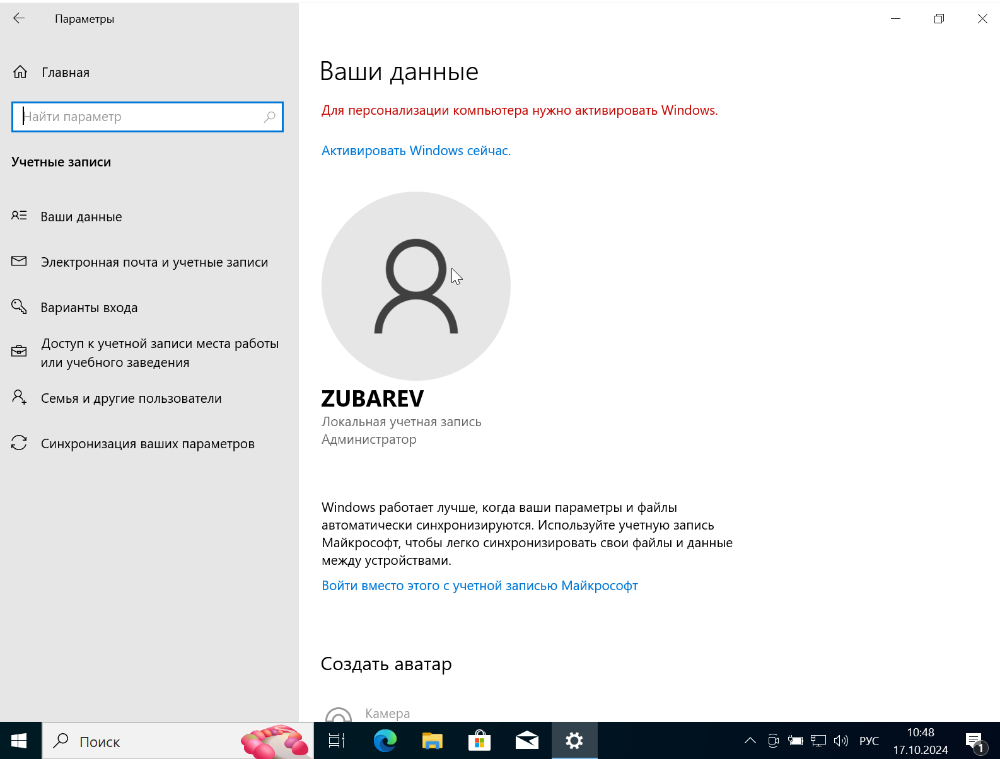 Параметры
Главная
Найти параметр
Учетные записи
Ваши данные
Электронная почта и учетные записи
Варианты входа
Доступ к учетной записи места работы
или учебного заведения
Семья и другие пользователи
Синхронизация ваших параметров
Ваши данные
Для персонализации компьютера нужно активировать Windows.
Активировать Windows сейчас.
ZUBAREV
Локальная учетная запись
Администратор
Windows работает лучше, когда ваши параметры и файлы
автоматически синхронизируются. Используйте учетную запись
Майкрософт, чтобы легко синхронизировать свои файлы и данные
между устройствами.
Войти вместо этого с учетной записью Майкрософт
Создать аватар
Камера
Поиск
РУС
10:48
17.10.2024
1